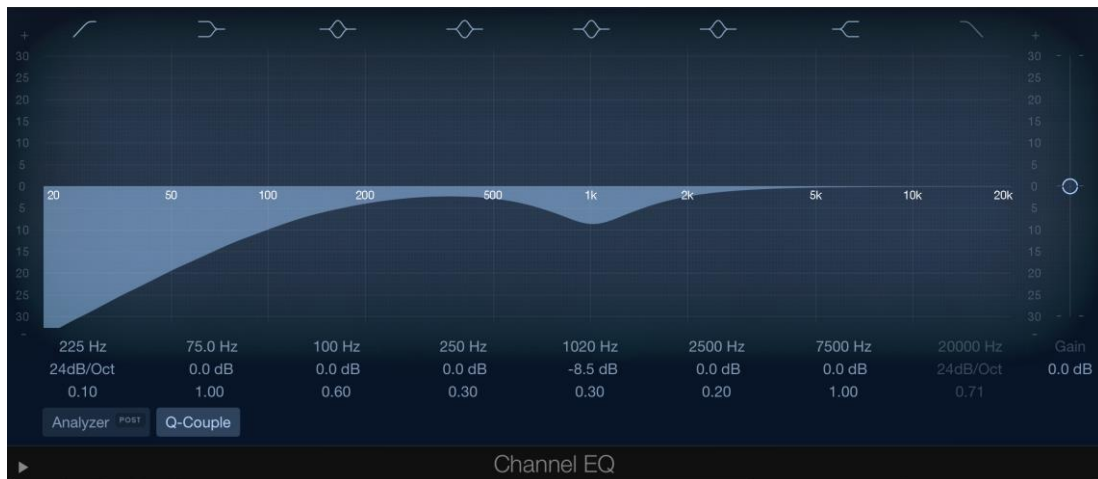 + +
30 30
25 25
20 20
15 15
10 10
5 5
0 20 50 100 200 500 1k 2k 5k 10k 20k 0
5 5
10 10
15 15
20 20
25 25
30 30
- -
225 Hz 75.0 Hz 100 Hz 250 Hz 1020 Hz 2500 Hz 7500 Hz 20000 Hz Gain
24dB/Oct 0.0 dB 0.0 dB 0.0 dB -8.5 dB 0.0 dB 0.0 dB 24dB/Oct 0.0 dB
0.10 1.00 0.60 0.30 0.30 0.20 1.00 0.71
Analyzer POST Q-Couple
Channel EQ